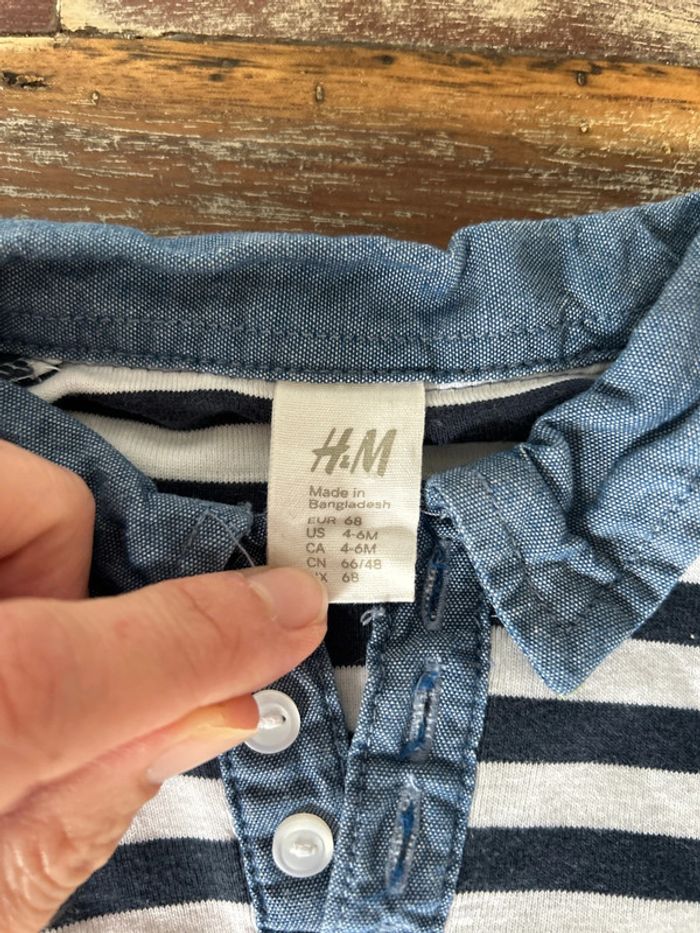 H&M
Made in
Bangladesh
EUR 68
US 4-6M
CA 4-6M
CN 66/48
68